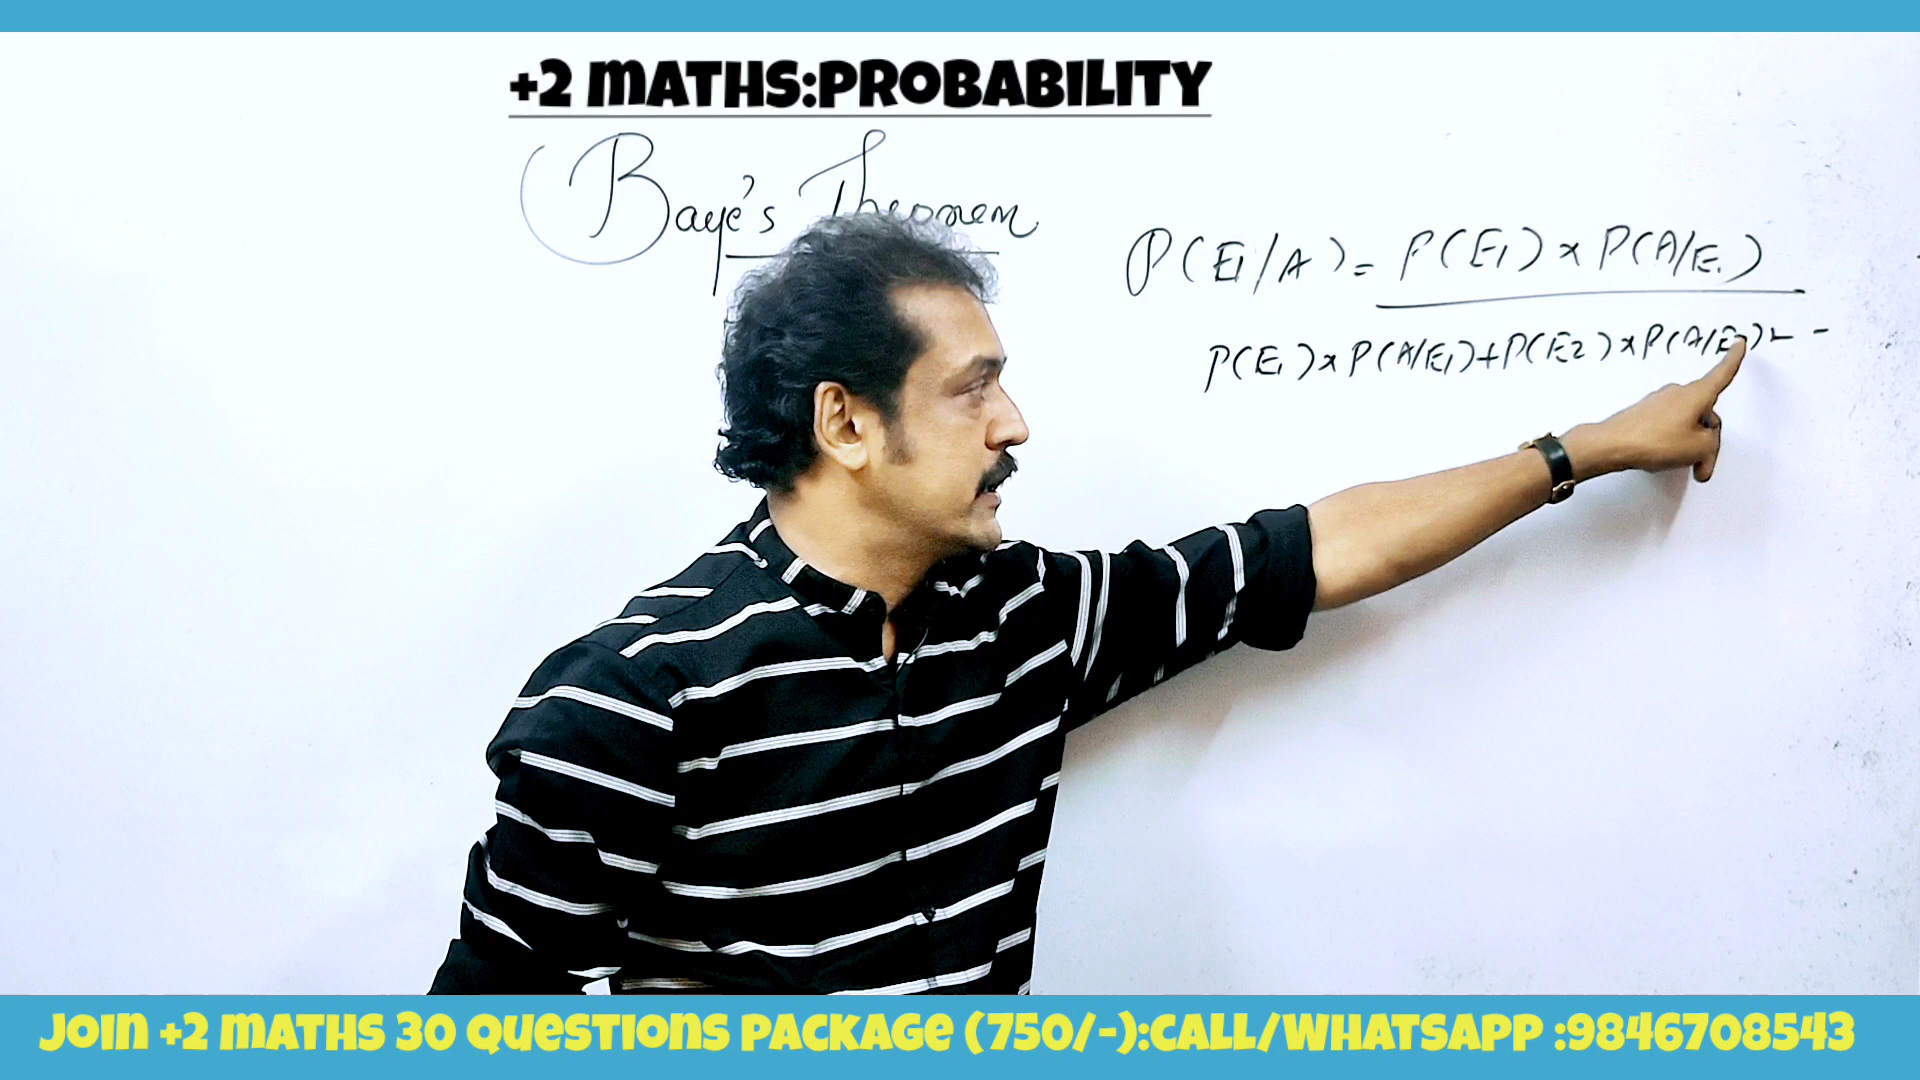 +2 MATHS:PROBABILITY
Baye's Theorem
P(E1/A) = P(E1) × P(A/E1)
P(E1) × P(A/E1) + P(E2) × P(A/E2) + -
JOIN +2 MATHS 30 QUESTIONS PACKAGE (750/-):CALL/WHATSAPP :9846708543